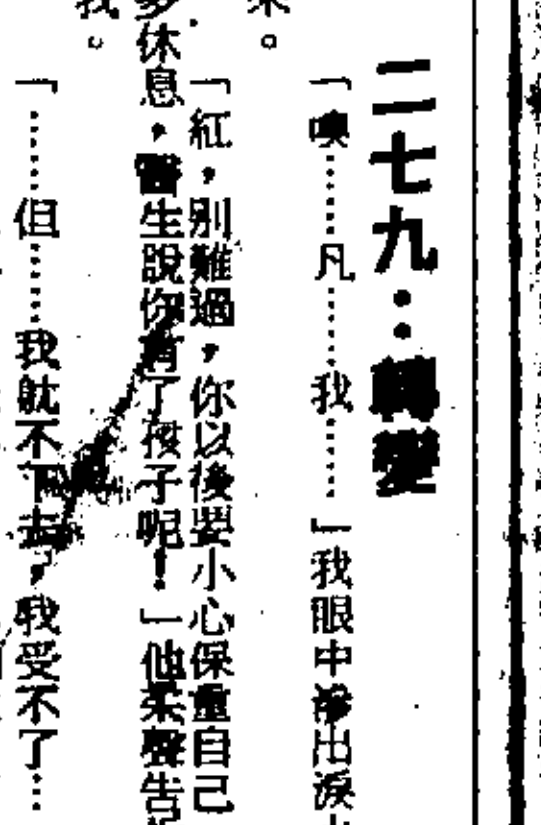 二七九：轉變
「噢……凡……我……」我眼中滲出淚
來。
「紅，別難過，你以後要小心保重自己
多休息，醫生說你有了孩子呢！」他柔聲告
我。
「……但……我就不下去，我受不了…